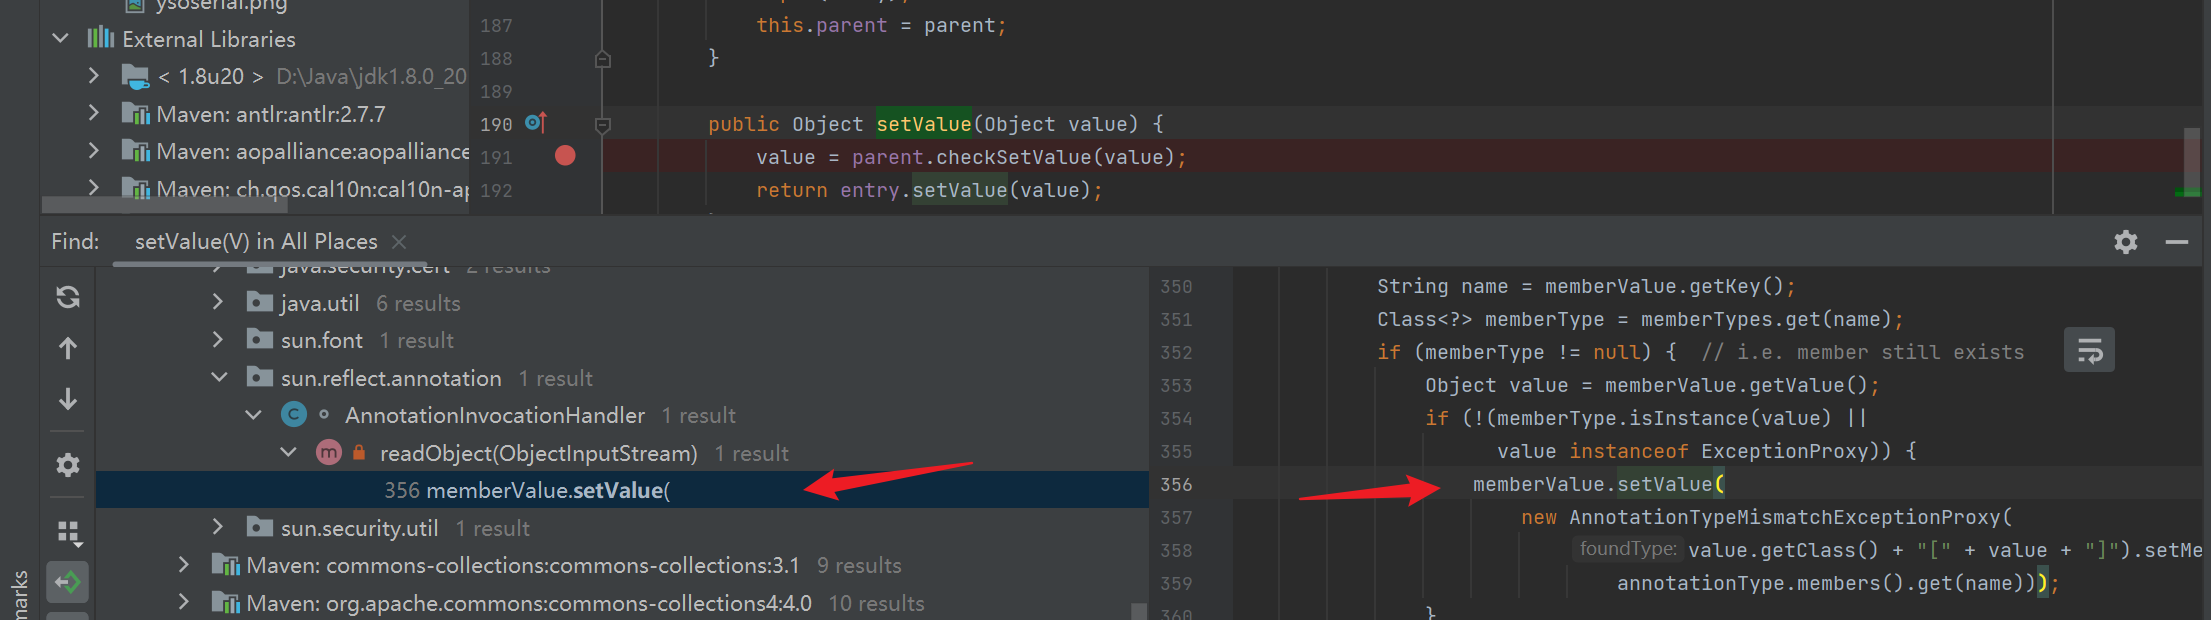 ysoserial.png
External Libraries
< 1.8u20 > D:\Java\jdk1.8.0_20
Maven: antlr:antlr:2.7.7
Maven: aopalliance:aopalliance
Maven: ch.qos.cal10n:cal10n-ap
187 this.parent = parent;
188 }
189
190 public Object setValue(Object value) {
191 value = parent.checkSetValue(value);
192 return entry.setValue(value);
Find: setValue(V) in All Places
java.security.cert 2 results
java.util 6 results
sun.font 1 result
sun.reflect.annotation 1 result
AnnotationInvocationHandler 1 result
readObject(ObjectInputStream) 1 result
356 memberValue.setValue(
sun.security.util 1 result
Maven: commons-collections:commons-collections:3.1 9 results
Maven: org.apache.commons:commons-collections4:4.0 10 results
marks
350 String name = memberValue.getKey();
351 Class<?> memberType = memberTypes.get(name);
352 if (memberType != null) { // i.e. member still exists
353 Object value = memberValue.getValue();
354 if (!(memberType.isInstance(value) ||
355 value instanceof ExceptionProxy)) {
356 memberValue.setValue(
357 new AnnotationTypeMismatchExceptionProxy(
358 foundType: value.getClass() + "[" + value + "]").setMe
359 annotationType.members().get(name)));
360 }